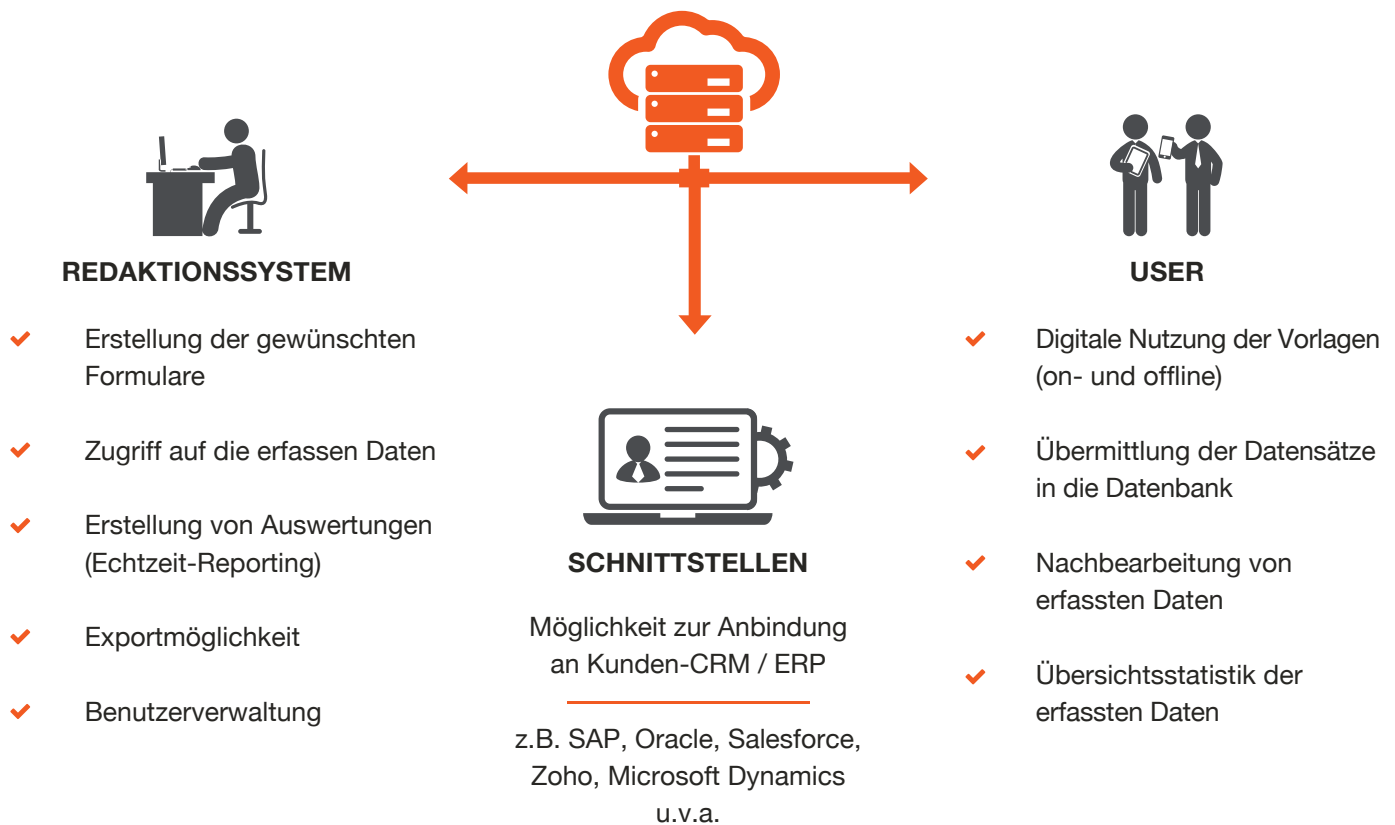 REDAKTIONSSYSTEM
Erstellung der gewünschten
Formulare
Zugriff auf die erfassen Daten
Erstellung von Auswertungen
(Echtzeit-Reporting)
Exportmöglichkeit
Benutzerverwaltung
SCHNITTSTELLEN
Möglichkeit zur Anbindung
an Kunden-CRM / ERP
z.B. SAP, Oracle, Salesforce,
Zoho, Microsoft Dynamics
u.v.a.
USER
Digitale Nutzung der Vorlagen
(on- und offline)
Übermittlung der Datensätze
in die Datenbank
Nachbearbeitung von
erfassten Daten
Übersichtsstatistik der
erfassten Daten